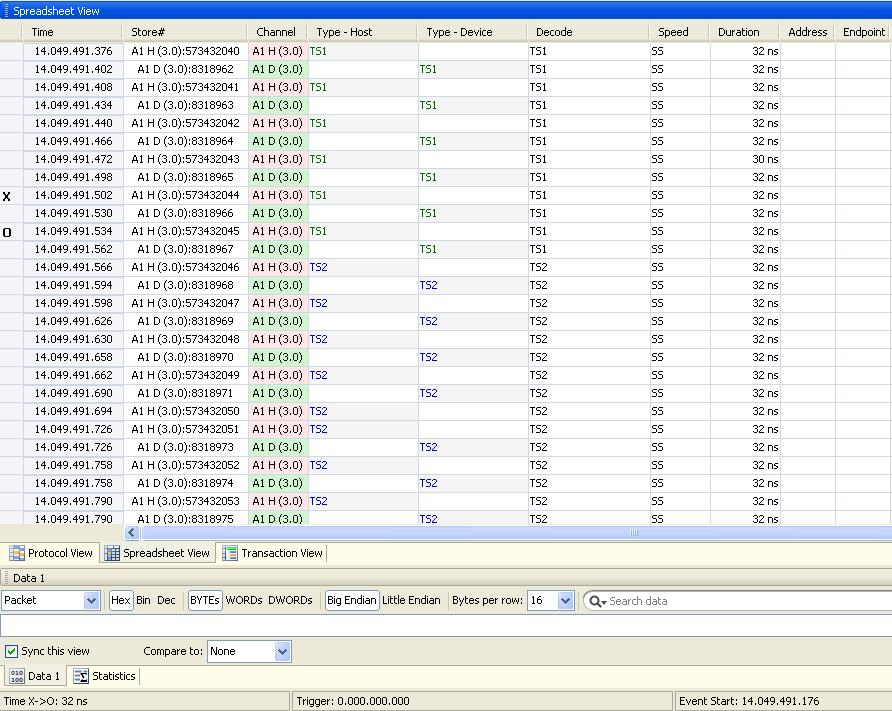 Spreadsheet View
Time Store# Channel Type - Host Type - Device Decode Speed Duration Address Endpoint
14.049.491.376 A1 H (3.0):573432040 A1 H (3.0) TS1 TS1 SS 32 ns
14.049.491.402 A1 D (3.0):8318962 A1 D (3.0) TS1 TS1 SS 32 ns
14.049.491.408 A1 H (3.0):573432041 A1 H (3.0) TS1 TS1 SS 32 ns
14.049.491.434 A1 D (3.0):8318963 A1 D (3.0) TS1 TS1 SS 32 ns
14.049.491.440 A1 H (3.0):573432042 A1 H (3.0) TS1 TS1 SS 32 ns
14.049.491.466 A1 D (3.0):8318964 A1 D (3.0) TS1 TS1 SS 32 ns
14.049.491.472 A1 H (3.0):573432043 A1 H (3.0) TS1 TS1 SS 30 ns
14.049.491.498 A1 D (3.0):8318965 A1 D (3.0) TS1 TS1 SS 32 ns
X 14.049.491.502 A1 H (3.0):573432044 A1 H (3.0) TS1 TS1 SS 32 ns
14.049.491.530 A1 D (3.0):8318966 A1 D (3.0) TS1 TS1 SS 32 ns
O 14.049.491.534 A1 H (3.0):573432045 A1 H (3.0) TS1 TS1 SS 32 ns
14.049.491.562 A1 D (3.0):8318967 A1 D (3.0) TS1 TS1 SS 32 ns
14.049.491.566 A1 H (3.0):573432046 A1 H (3.0) TS2 TS2 SS 32 ns
14.049.491.594 A1 D (3.0):8318968 A1 D (3.0) TS2 TS2 SS 32 ns
14.049.491.598 A1 H (3.0):573432047 A1 H (3.0) TS2 TS2 SS 32 ns
14.049.491.626 A1 D (3.0):8318969 A1 D (3.0) TS2 TS2 SS 32 ns
14.049.491.630 A1 H (3.0):573432048 A1 H (3.0) TS2 TS2 SS 32 ns
14.049.491.658 A1 D (3.0):8318970 A1 D (3.0) TS2 TS2 SS 32 ns
14.049.491.662 A1 H (3.0):573432049 A1 H (3.0) TS2 TS2 SS 32 ns
14.049.491.690 A1 D (3.0):8318971 A1 D (3.0) TS2 TS2 SS 32 ns
14.049.491.694 A1 H (3.0):573432050 A1 H (3.0) TS2 TS2 SS 32 ns
14.049.491.726 A1 H (3.0):573432051 A1 H (3.0) TS2 TS2 SS 32 ns
14.049.491.726 A1 D (3.0):8318973 A1 D (3.0) TS2 TS2 SS 32 ns
14.049.491.758 A1 H (3.0):573432052 A1 H (3.0) TS2 TS2 SS 32 ns
14.049.491.758 A1 D (3.0):8318974 A1 D (3.0) TS2 TS2 SS 32 ns
14.049.491.790 A1 H (3.0):573432053 A1 H (3.0) TS2 TS2 SS 32 ns
14.049.491.790 A1 D (3.0):8318975 A1 D (3.0) TS2 TS2 SS 32 ns
Protocol View Spreadsheet View Transaction View
Data 1
Packet Hex Bin Dec BYTEs WORDs DWORDs Big Endian Little Endian Bytes per row: 16 Search data
Sync this view Compare to: None
Data 1 Statistics
Time X->O: 32 ns Trigger: 0.000.000.000 Event Start: 14.049.491.176